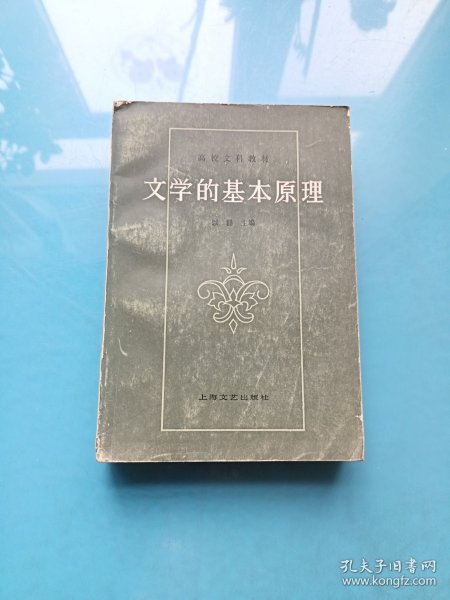 高校文科教材
文学的基本原理
以群 主编
上海文艺出版社
孔夫子旧书网
www.kongfz.com